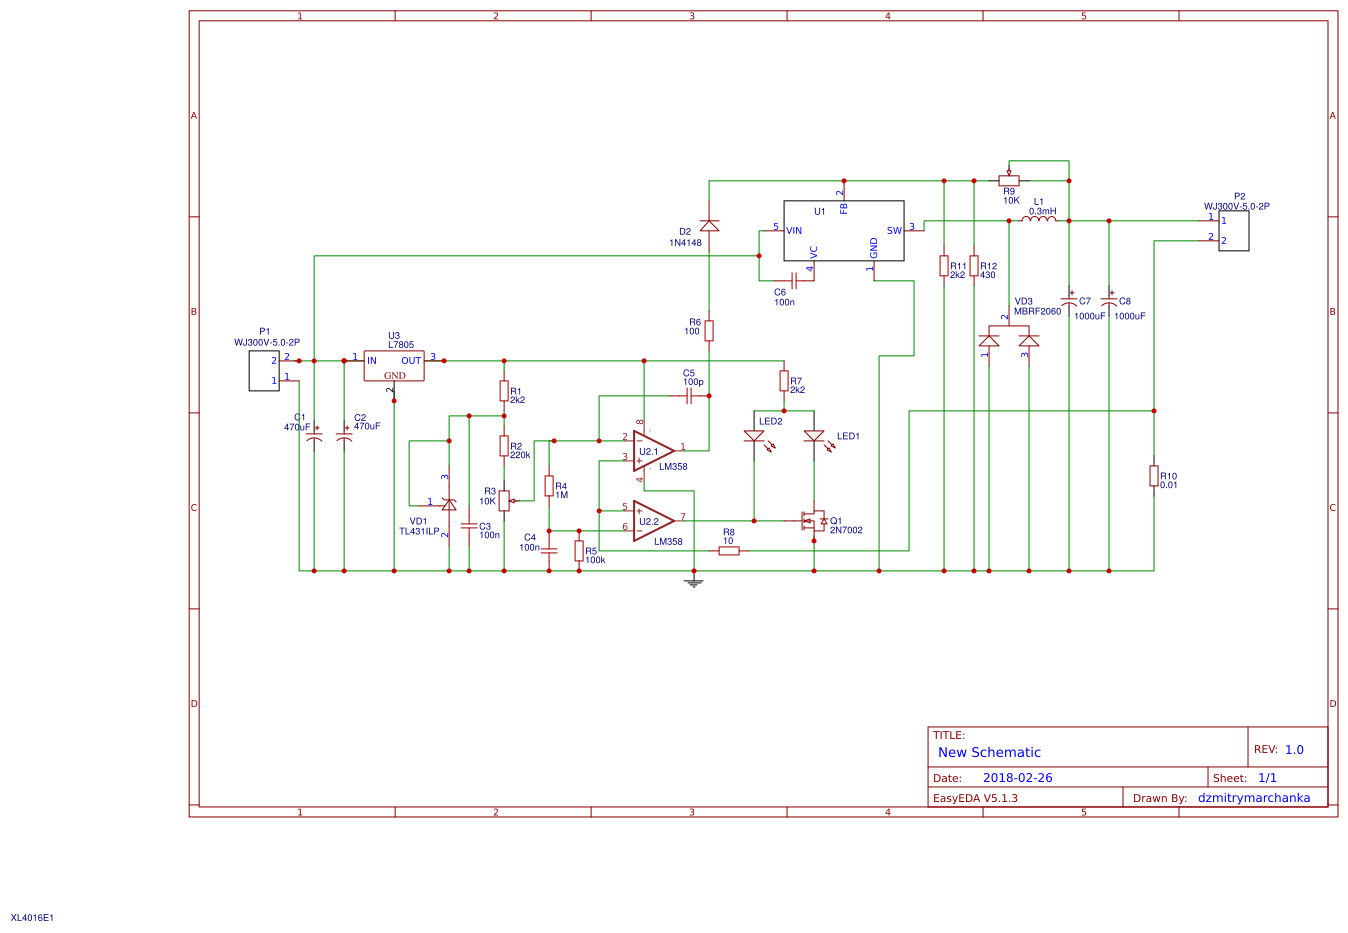 1 2 3 4 5
A A
B B
C C
D D
P2
WJ300V-5.0-2P
1 1
2 2
R9
10K
L1
0.3mH
U1
FB
2
5 VIN
SW 3
VC
4
GND
1
D2
1N4148
C6
100n
R11
2k2
R12
430
VD3
MBRF2060
2
1
3
C7
1000uF
C8
1000uF
R6
100
P1
WJ300V-5.0-2P
2 2
1 1
U3
L7805
1 IN
OUT 3
GND
2
C5
100p
R7
2k2
R1
2k2
C1
470uF
C2
470uF
LED2
LED1
R2
220k
8
2
3
1
4
U2.1
LM358
R10
0.01
R3
10K
R4
1M
3
1
2
VD1
TL431ILP
C3
100n
5
6
7
U2.2
LM358
Q1
2N7002
C4
100n
R5
100k
R8
10
TITLE:
New Schematic
REV: 1.0
Date: 2018-02-26
Sheet: 1/1
EasyEDA V5.1.3
Drawn By: dzmitrymarchanka
1 2 3 4 5
XL4016E1